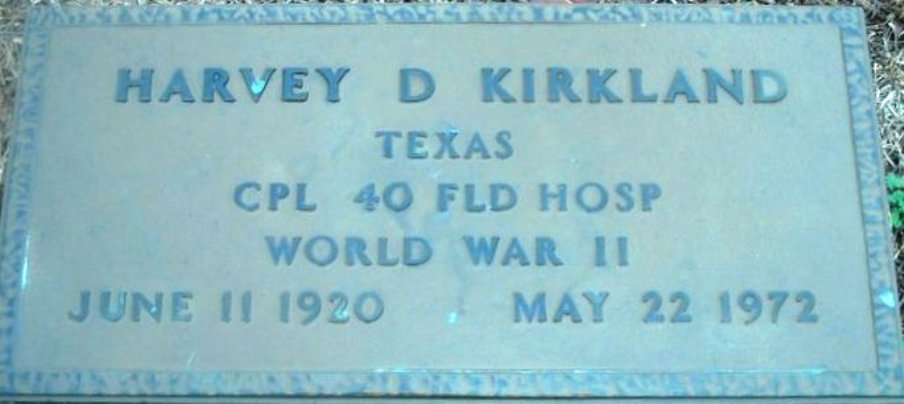 HARVEY D KIRKLAND
TEXAS
CPL 40 FLD HOSP
WORLD WAR II
JUNE 11 1920 MAY 22 1972